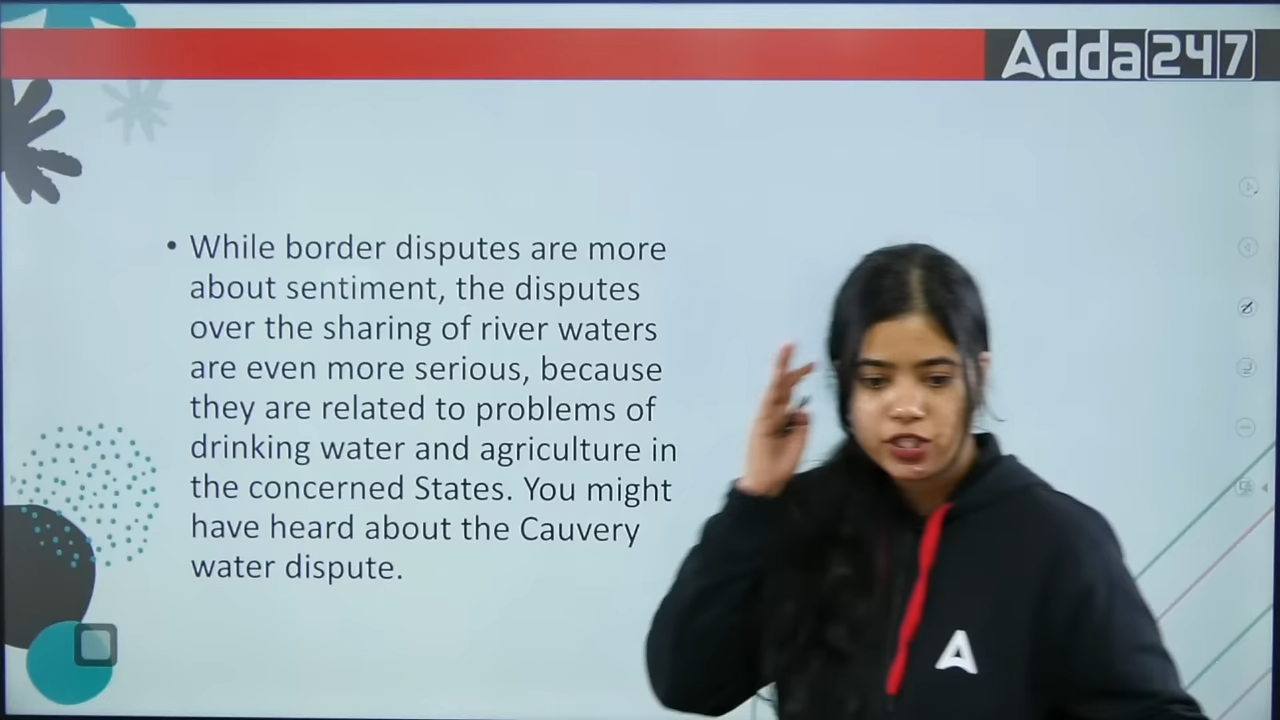 Adda247
• While border disputes are more
about sentiment, the disputes
over the sharing of river waters
are even more serious, because
they are related to problems of
drinking water and agriculture in
the concerned States. You might
have heard about the Cauvery
water dispute.
A